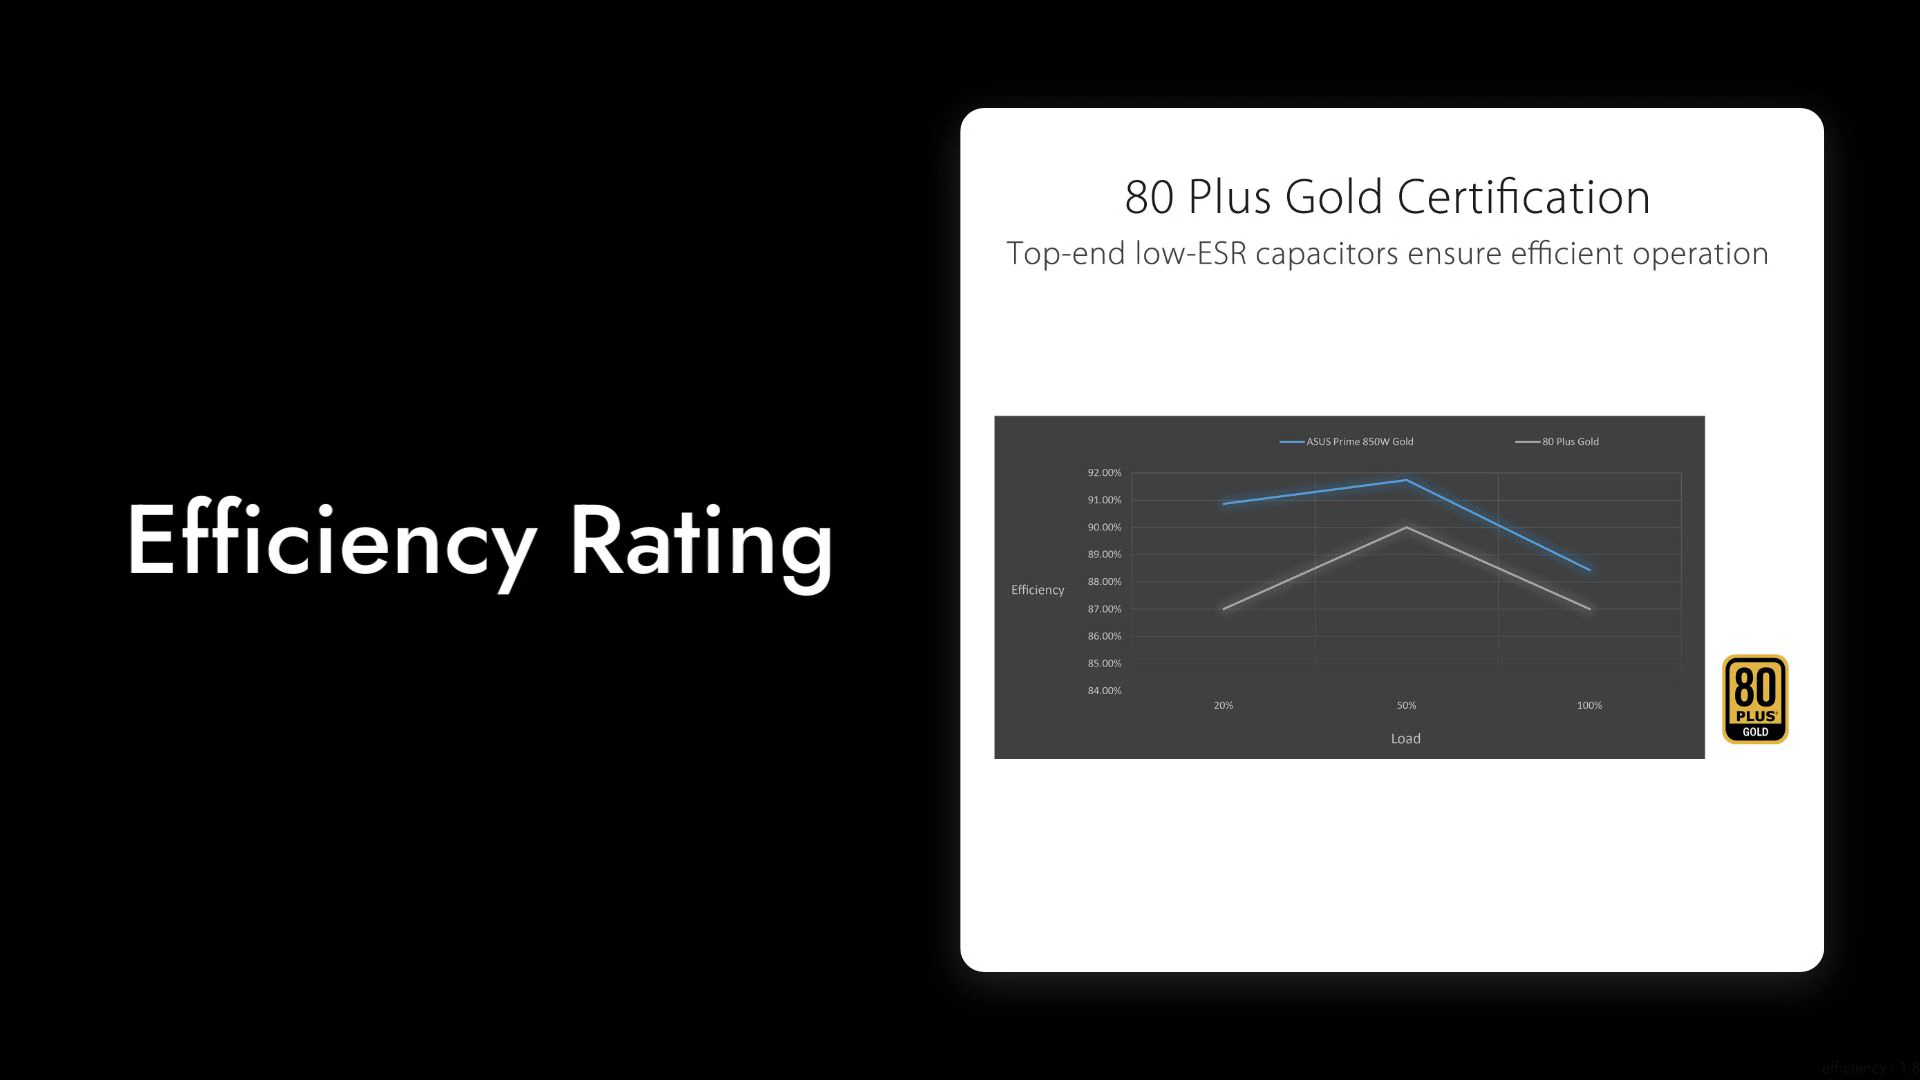 Efficiency Rating
80 Plus Gold Certification
Top-end low-ESR capacitors ensure efficient operation
ASUS Prime 850W Gold
80 Plus Gold
92.00%
91.00%
90.00%
89.00%
88.00%
87.00%
86.00%
85.00%
84.00%
Efficiency
20%
50%
100%
Load
80
PLUS
GOLD